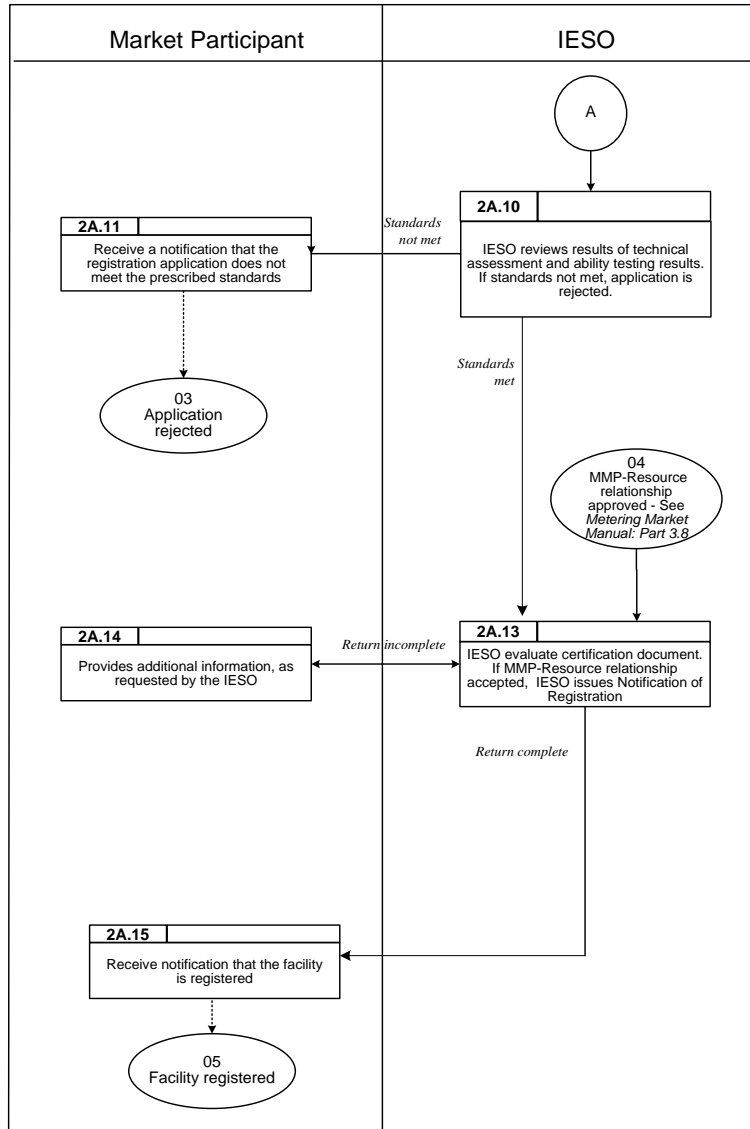 Market Participant
IESO
A
2A.10
IESO reviews results of technical
assessment and ability testing results.
If standards not met, application is
rejected.
Standards
not met
2A.11
Receive a notification that the
registration application does not
meet the prescribed standards
03
Application
rejected
Standards
met
04
MMP-Resource
relationship
approved - See
Metering Market
Manual: Part 3.8
2A.13
IESO evaluate certification document.
If MMP-Resource relationship
accepted, IESO issues Notification of
Registration
Return incomplete
2A.14
Provides additional information, as
requested by the IESO
Return complete
2A.15
Receive notification that the facility
is registered
05
Facility registered